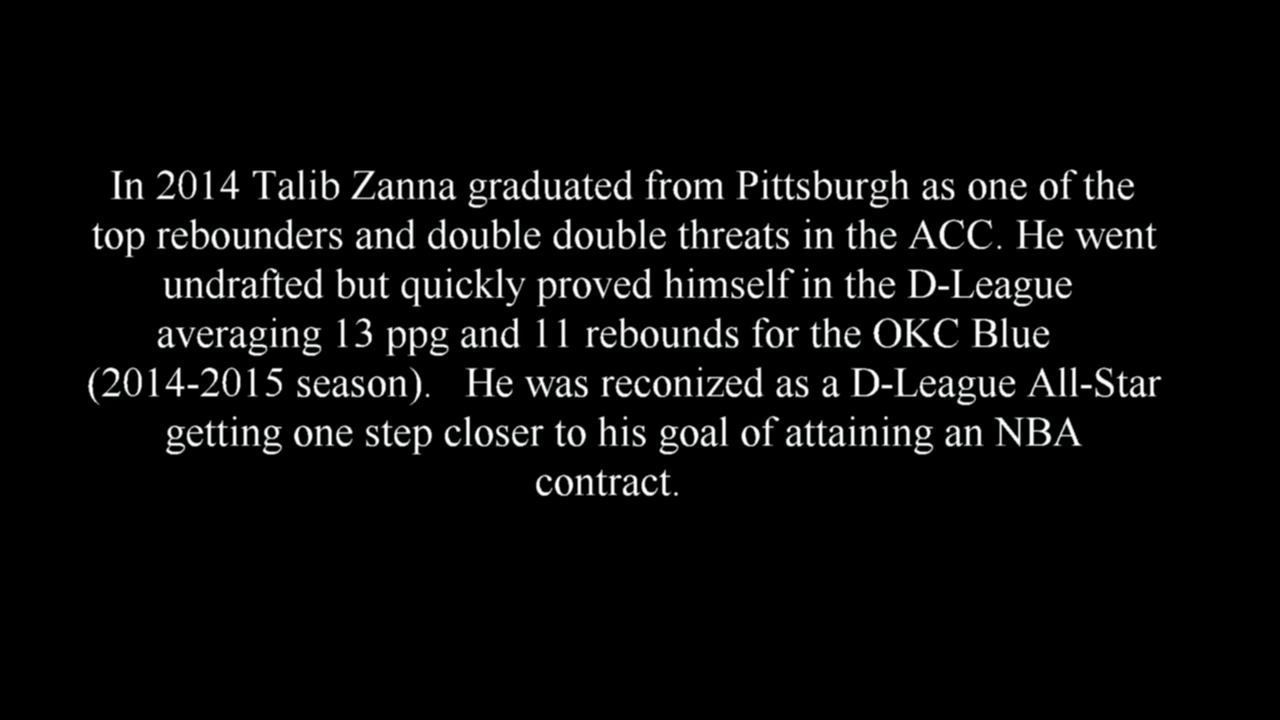 In 2014 Talib Zanna graduated from Pittsburgh as one of the
top rebounders and double double threats in the ACC. He went
undrafted but quickly proved himself in the D-League
averaging 13 ppg and 11 rebounds for the OKC Blue
(2014-2015 season).   He was reconized as a D-League All-Star
getting one step closer to his goal of attaining an NBA
contract.